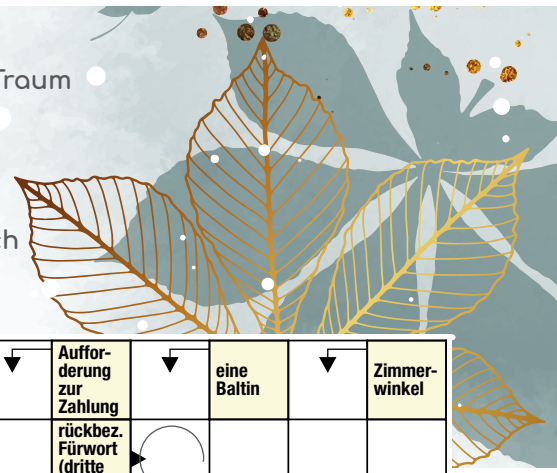 Traum
Auffor-
derung
zur
Zahlung
eine
Baltin
Zimmer-
winkel
rückbez.
Fürwort
(dritte